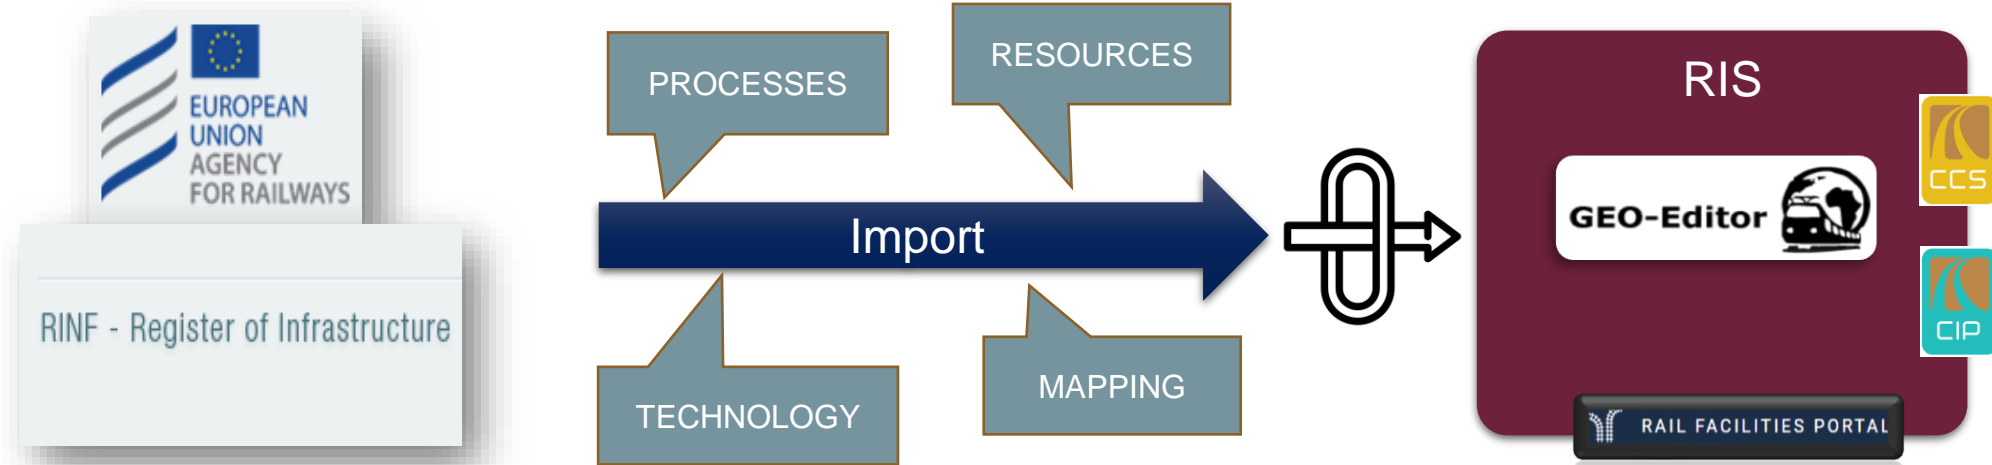 EUROPEAN
UNION
AGENCY
FOR RAILWAYS
RINF - Register of Infrastructure
PROCESSES
RESOURCES
Import
TECHNOLOGY
MAPPING
RIS
GEO-Editor
CCS
CIP
RAIL FACILITIES PORTAL